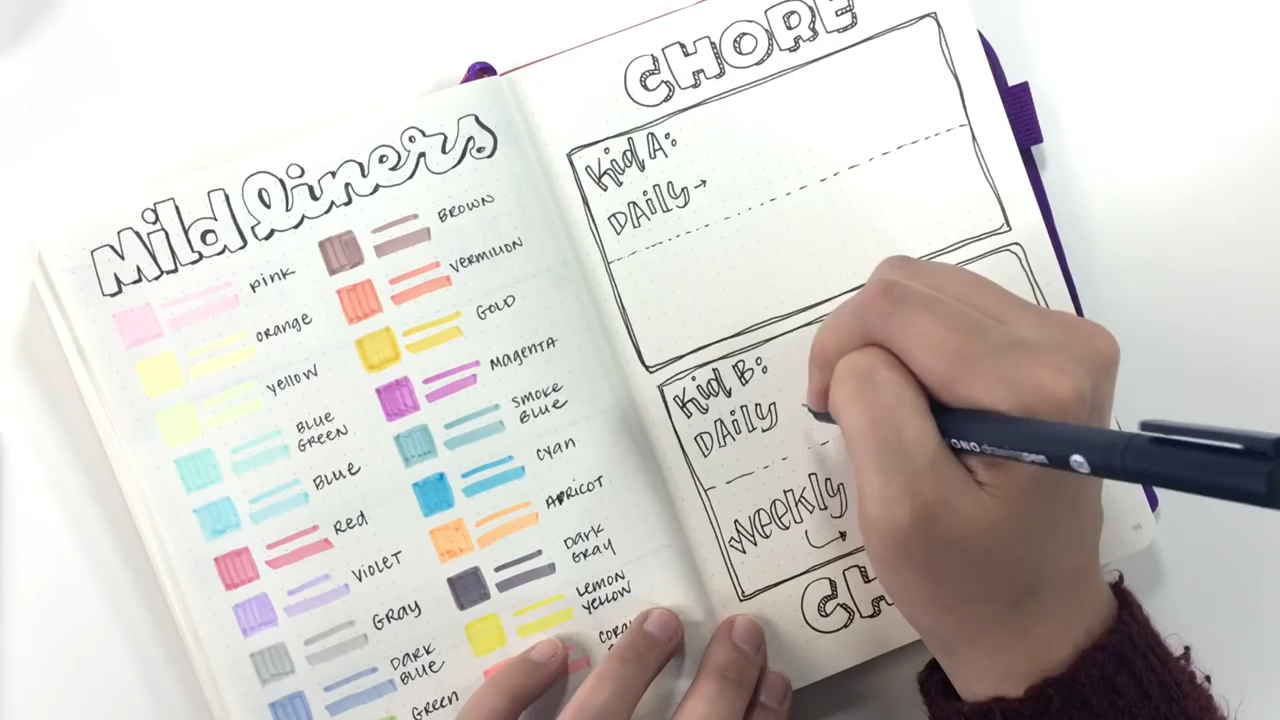 Mildliners
PINK
ORANGE
YELLOW
BLUE
GREEN
BLUE
Red
VIOLET
GRAY
DARK
BLUE
Green
BROWN
VERMILION
GOLD
MAGENTA
SMOKE
BLUE
CYAN
APRICOT
DARK
GRAY
LEMON
YELLOW
CHORE
Kid A:
DAILY
Kid B:
DAILY
WEEKLY